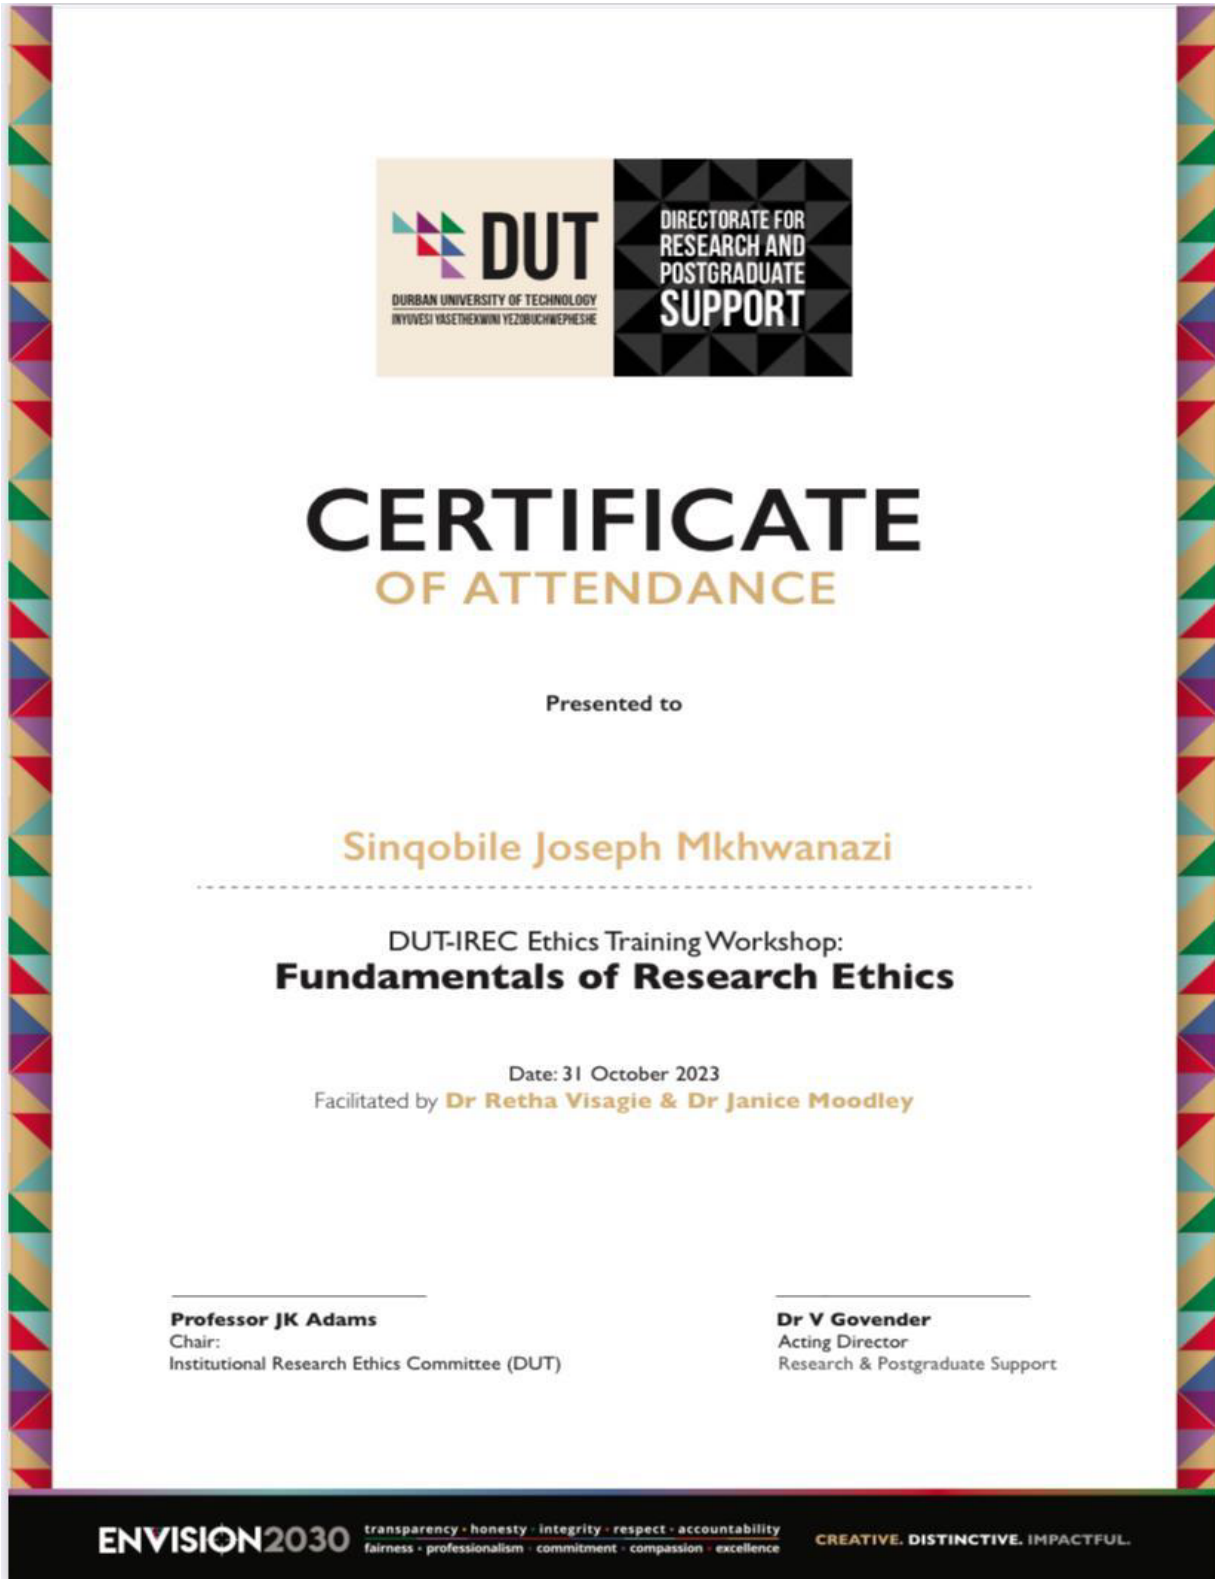 DUT
DURBAN UNIVERSITY OF TECHNOLOGY
INYUVESI YASETHEKWINI YEZOBUCHWEPHESHE
DIRECTORATE FOR
RESEARCH AND
POSTGRADUATE
SUPPORT
CERTIFICATE
OF ATTENDANCE
Presented to
Sinqobile Joseph Mkhwanazi
DUT-IREC Ethics Training Workshop:
Fundamentals of Research Ethics
Date: 31 October 2023
Facilitated by Dr Retha Visagie & Dr Janice Moodley
Professor JK Adams
Chair:
Institutional Research Ethics Committee (DUT)
Dr V Govender
Acting Director
Research & Postgraduate Support
ENVISION2030
transparency • honesty • integrity • respect • accountability
fairness • professionalism • commitment • compassion • excellence
CREATIVE. DISTINCTIVE. IMPACTFUL.